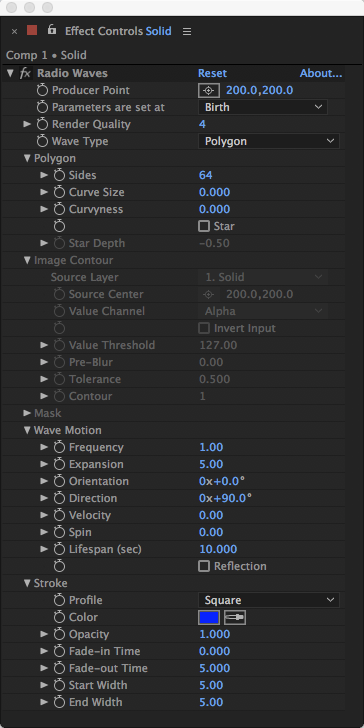 Effect Controls Solid
Comp 1 • Solid
fx Radio Waves Reset About...
Producer Point 200.0,200.0
Parameters are set at Birth
Render Quality 4
Wave Type Polygon
Polygon
Sides 64
Curve Size 0.000
Curvyness 0.000
Star
Star Depth -0.50
Image Contour
Source Layer 1. Solid
Source Center 200.0,200.0
Value Channel Alpha
Invert Input
Value Threshold 127.00
Pre-Blur 0.00
Tolerance 0.500
Contour 1
Mask
Wave Motion
Frequency 1.00
Expansion 5.00
Orientation 0x+0.0°
Direction 0x+90.0°
Velocity 0.00
Spin 0.00
Lifespan (sec) 10.000
Reflection
Stroke
Profile Square
Color
Opacity 1.000
Fade-in Time 0.000
Fade-out Time 5.000
Start Width 5.00
End Width 5.00